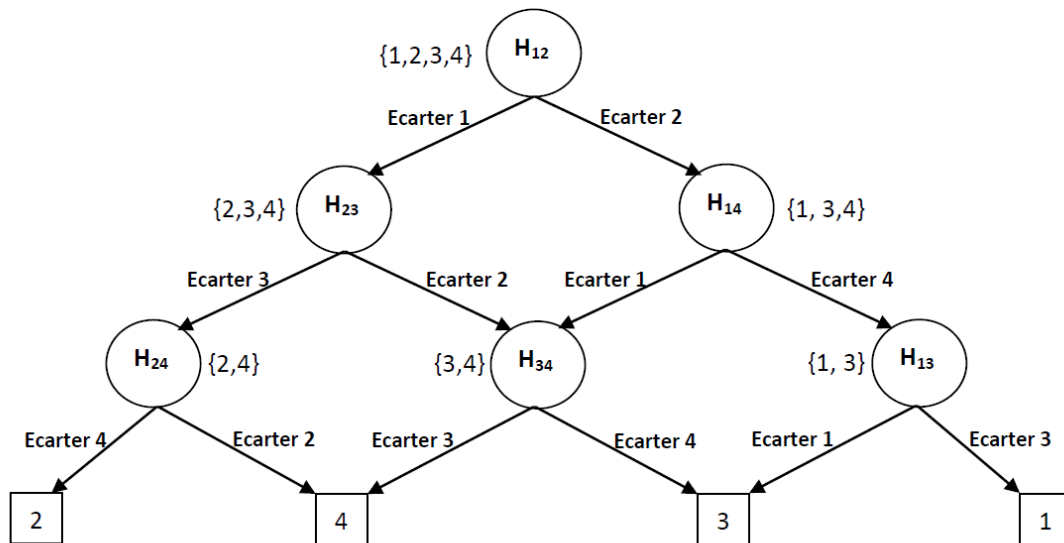 {1,2,3,4} H₁₂
Ecarter 1 Ecarter 2
{2,3,4} H₂₃ H₁₄ {1, 3,4}
Ecarter 3 Ecarter 2 Ecarter 1 Ecarter 4
H₂₄ {2,4} {3,4} H₃₄ {1, 3} H₁₃
Ecarter 4 Ecarter 2 Ecarter 3 Ecarter 4 Ecarter 1 Ecarter 3
2 4 3 1